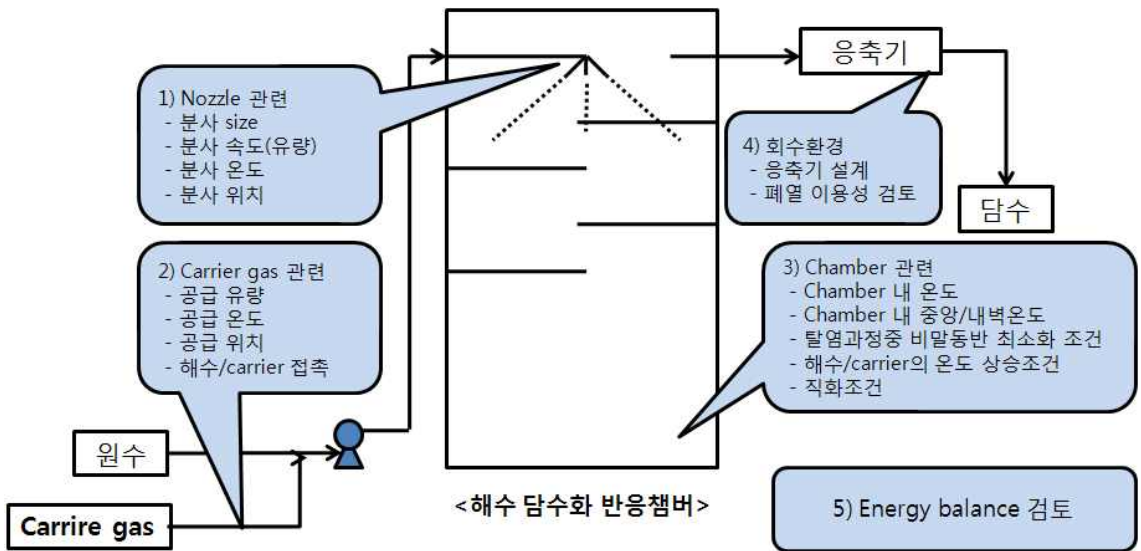 응축기
1) Nozzle 관련
- 분사 size
- 분사 속도(유량)
- 분사 온도
- 분사 위치
4) 회수환경
- 응축기 설계
- 폐열 이용성 검토
담수
2) Carrier gas 관련
- 공급 유량
- 공급 온도
- 공급 위치
- 해수/carrier 접촉
3) Chamber 관련
- Chamber 내 온도
- Chamber 내 중앙/내벽온도
- 탈염과정중 비말동반 최소화 조건
- 해수/carrier의 온도 상승조건
- 직화조건
원수
<해수 담수화 반응챔버>
Carrire gas
5) Energy balance 검토